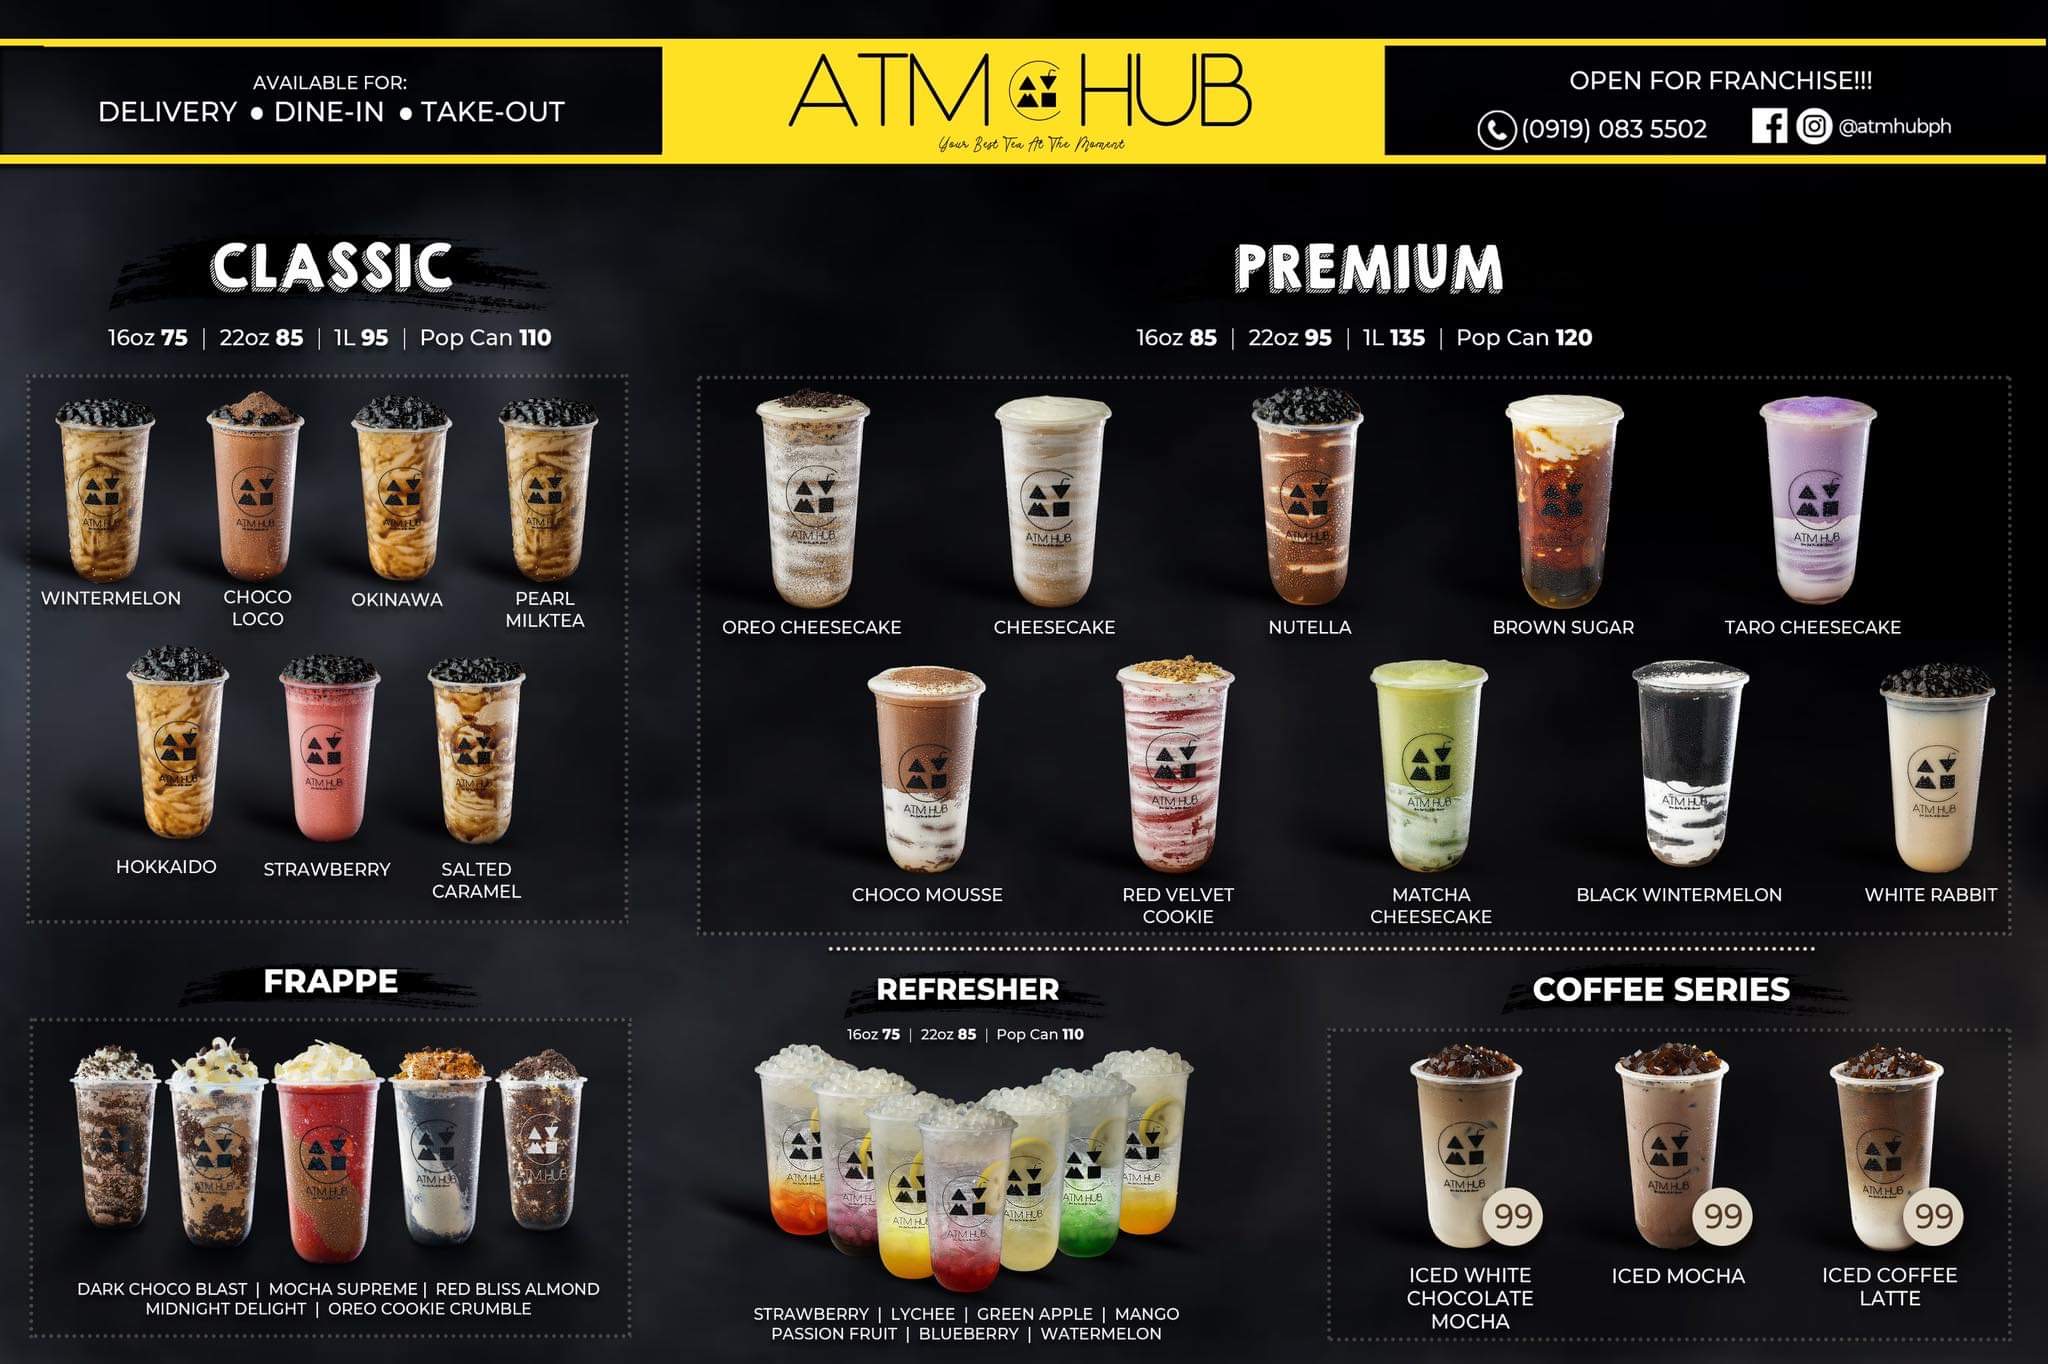 AVAILABLE FOR:
DELIVERY ● DINE-IN ● TAKE-OUT
ATM HUB
Your Best Tea At The Moment
OPEN FOR FRANCHISE!!!
(0919) 083 5502
@atmhubph
CLASSIC
16oz 75 | 22oz 85 | 1L 95 | Pop Can 110
WINTERMELON
CHOCO
LOCO
OKINAWA
PEARL
MILKTEA
HOKKAIDO
STRAWBERRY
SALTED
CARAMEL
PREMIUM
16oz 85 | 22oz 95 | 1L 135 | Pop Can 120
OREO CHEESECAKE
CHEESECAKE
NUTELLA
BROWN SUGAR
TARO CHEESECAKE
CHOCO MOUSSE
RED VELVET
COOKIE
MATCHA
CHEESECAKE
BLACK WINTERMELON
WHITE RABBIT
FRAPPE
DARK CHOCO BLAST | MOCHA SUPREME | RED BLISS ALMOND
MIDNIGHT DELIGHT | OREO COOKIE CRUMBLE
REFRESHER
16oz 75 | 22oz 85 | Pop Can 110
STRAWBERRY | LYCHEE | GREEN APPLE | MANGO
PASSION FRUIT | BLUEBERRY | WATERMELON
COFFEE SERIES
99
ICED WHITE
CHOCOLATE
MOCHA
99
ICED MOCHA
99
ICED COFFEE
LATTE